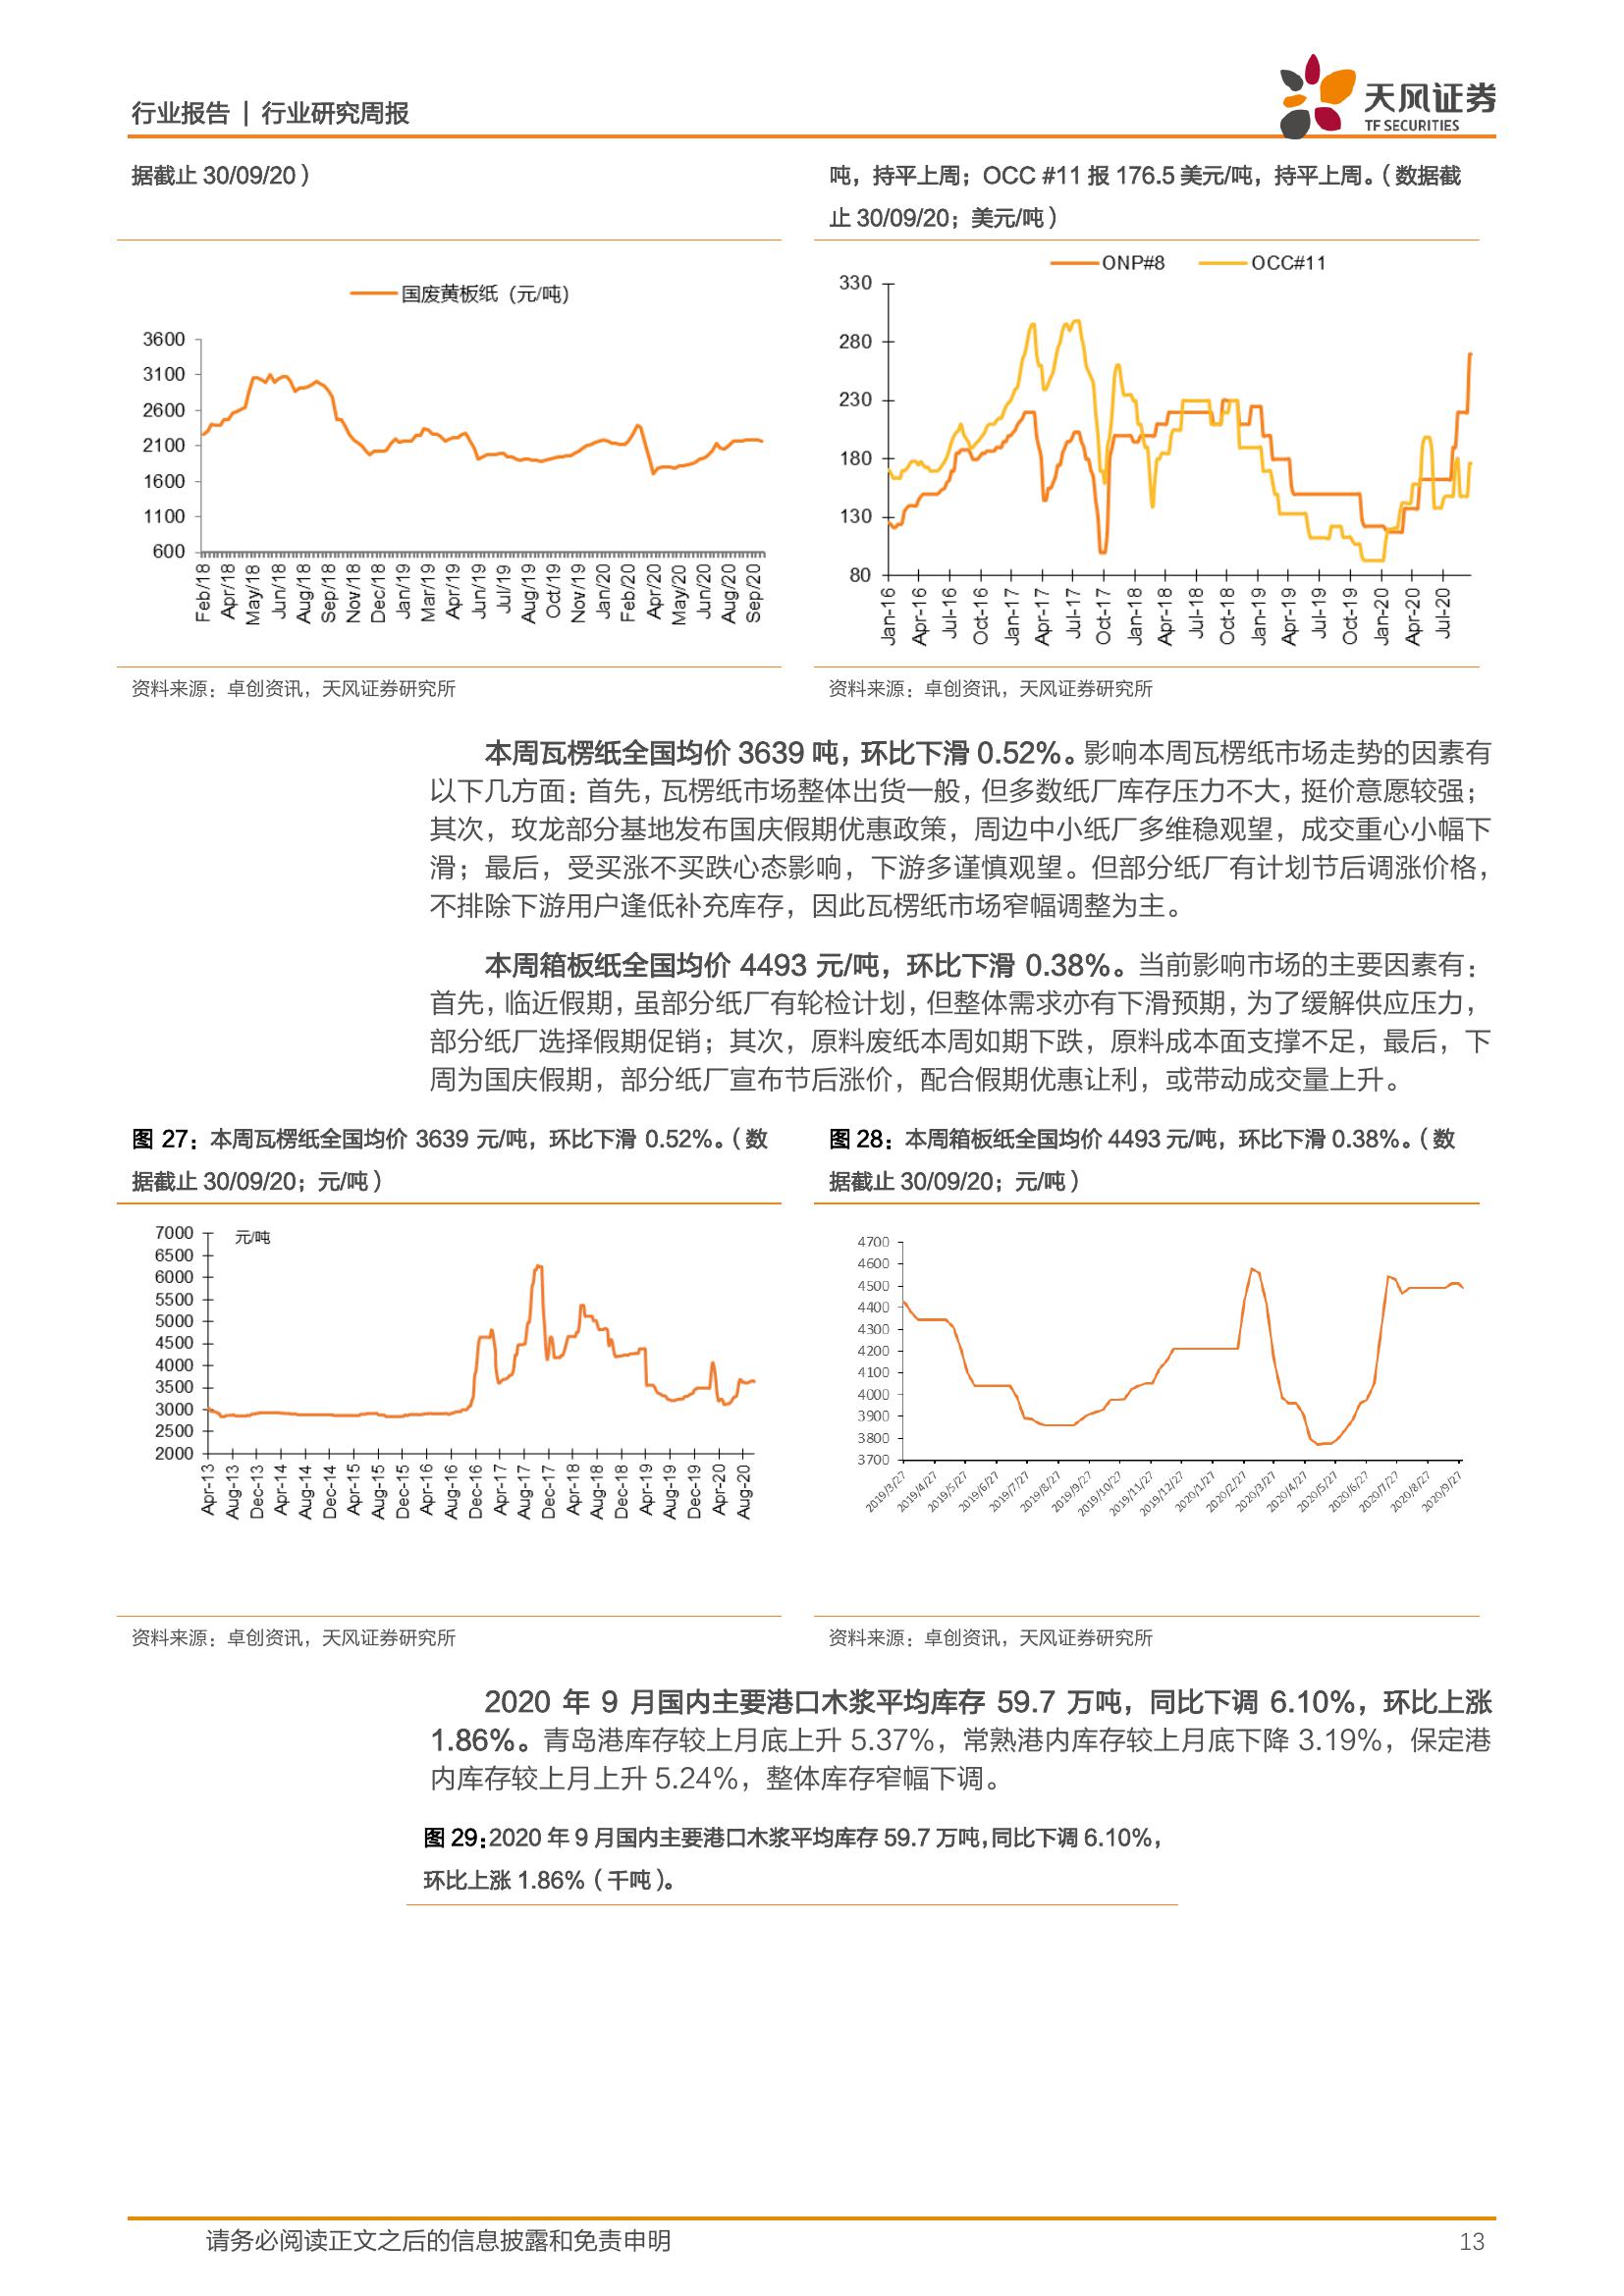 行业报告 | 行业研究周报
天风证券
TF SECURITIES
据截止 30/09/20）
吨，持平上周；OCC #11 报 176.5 美元/吨，持平上周。（数据截
止 30/09/20；美元/吨）
国废黄板纸（元/吨）
3600
3100
2600
2100
1600
1100
600
Feb/18
Apr/18
May/18
Jun/18
Aug/18
Sep/18
Nov/18
Dec/18
Jan/19
Mar/19
Apr/19
Jun/19
Jul/19
Aug/19
Oct/19
Nov/19
Jan/20
Feb/20
Apr/20
May/20
Jun/20
Aug/20
Sep/20
ONP#8 OCC#11
330
280
230
180
130
80
Jan-16
Apr-16
Jul-16
Oct-16
Jan-17
Apr-17
Jul-17
Oct-17
Jan-18
Apr-18
Jul-18
Oct-18
Jan-19
Apr-19
Jul-19
Oct-19
Jan-20
Apr-20
Jul-20
资料来源：卓创资讯，天风证券研究所
资料来源：卓创资讯，天风证券研究所
本周瓦楞纸全国均价 3639 吨，环比下滑 0.52%。影响本周瓦楞纸市场走势的因素有
以下几方面：首先，瓦楞纸市场整体出货一般，但多数纸厂库存压力不大，挺价意愿较强；
其次，玫龙部分基地发布国庆假期优惠政策，周边中小纸厂多维稳观望，成交重心小幅下
滑；最后，受买涨不买跌心态影响，下游多谨慎观望。但部分纸厂有计划节后调涨价格，
不排除下游用户逢低补充库存，因此瓦楞纸市场窄幅调整为主。
本周箱板纸全国均价 4493 元/吨，环比下滑 0.38%。当前影响市场的主要因素有：
首先，临近假期，虽部分纸厂有轮检计划，但整体需求亦有下滑预期，为了缓解供应压力，
部分纸厂选择假期促销；其次，原料废纸本周如期下跌，原料成本面支撑不足，最后，下
周为国庆假期，部分纸厂宣布节后涨价，配合假期优惠让利，或带动成交量上升。
图 27：本周瓦楞纸全国均价 3639 元/吨，环比下滑 0.52%。（数
据截止 30/09/20；元/吨）
图 28：本周箱板纸全国均价 4493 元/吨，环比下滑 0.38%。（数
据截止 30/09/20；元/吨）
元/吨
7000
6500
6000
5500
5000
4500
4000
3500
3000
2500
2000
Apr-13
Aug-13
Dec-13
Apr-14
Aug-14
Dec-14
Apr-15
Aug-15
Dec-15
Apr-16
Aug-16
Dec-16
Apr-17
Aug-17
Dec-17
Apr-18
Aug-18
Dec-18
Apr-19
Aug-19
Dec-19
Apr-20
Aug-20
4700
4600
4500
4400
4300
4200
4100
4000
3900
3800
3700
2019/3/27
2019/4/27
2019/5/27
2019/6/27
2019/7/27
2019/8/27
2019/9/27
2019/10/27
2019/11/27
2019/12/27
2020/1/27
2020/2/27
2020/3/27
2020/4/27
2020/5/27
2020/6/27
2020/7/27
2020/8/27
2020/9/27
资料来源：卓创资讯，天风证券研究所
资料来源：卓创资讯，天风证券研究所
2020 年 9 月国内主要港口木浆平均库存 59.7 万吨，同比下调 6.10%，环比上涨
1.86%。青岛港库存较上月底上升 5.37%，常熟港内库存较上月底下降 3.19%，保定港
内库存较上月上升 5.24%，整体库存窄幅下调。
图 29：2020 年 9 月国内主要港口木浆平均库存 59.7 万吨，同比下调 6.10%，
环比上涨 1.86%（千吨）。
请务必阅读正文之后的信息披露和免责申明
13